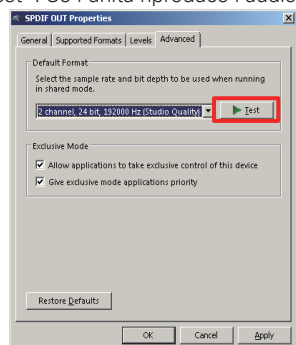 SPDIF OUT Properties
General Supported Formats Levels Advanced
Default Format
Select the sample rate and bit depth to be used when running
in shared mode.
2 channel, 24 bit, 192000 Hz (Studio Quality) Test
Exclusive Mode
Allow applications to take exclusive control of this device
Give exclusive mode applications priority
Restore Defaults
OK Cancel Apply